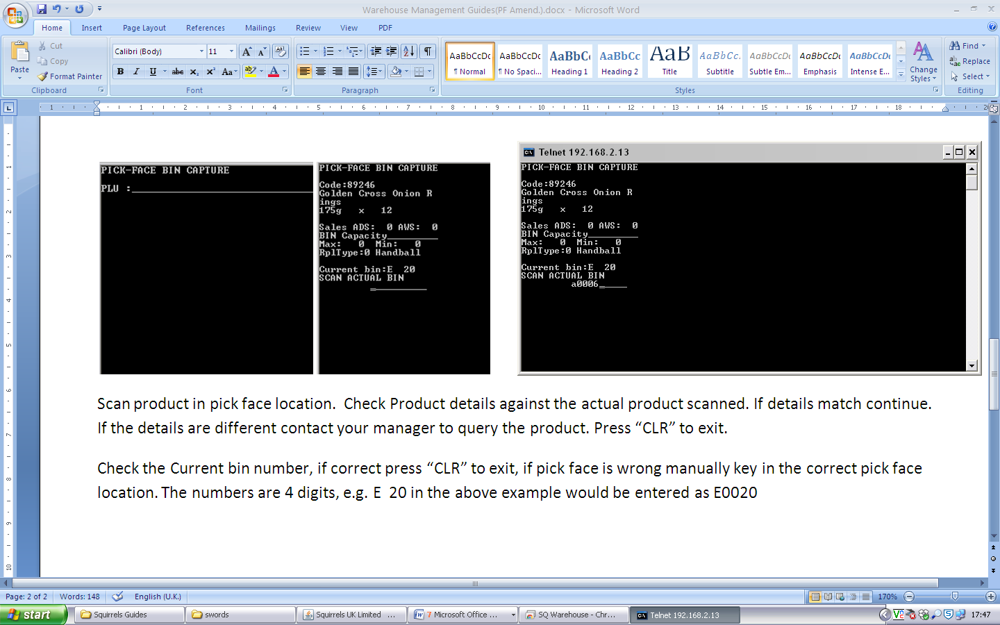 Warehouse Management Guides(PF Amend.).docx - Microsoft Word
Home Insert Page Layout References Mailings Review View PDF
Paste
Cut
Copy
Format Painter
Clipboard
Calibri (Body) 11
Font
Paragraph
AaBbCcDc AaBbCcDc AaBbCc AaBbCc AaB AaBbCc. AaBbCcDc AaBbCcDc AaBbCcDc
¶ Normal ¶ No Spaci... Heading 1 Heading 2 Title Subtitle Subtle Em... Emphasis Intense E...
Change Styles
Styles
Find
Replace
Select
Editing
PICK-FACE BIN CAPTURE
PLU :
PICK-FACE BIN CAPTURE
Code:89246
Golden Cross Onion R
ings
175g x 12
Sales ADS: 0 AWS: 0
BIN Capacity
Max: 0 Min: 0
RplType:0 Handball
Current bin:E 20
SCAN ACTUAL BIN
Telnet 192.168.2.13
PICK-FACE BIN CAPTURE
Code:89246
Golden Cross Onion R
ings
175g x 12
Sales ADS: 0 AWS: 0
BIN Capacity
Max: 0 Min: 0
RplType:0 Handball
Current bin:E 20
SCAN ACTUAL BIN
a0006
Scan product in pick face location.  Check Product details against the actual product scanned. If details match continue.
If the details are different contact your manager to query the product. Press “CLR” to exit.
Check the Current bin number, if correct press “CLR” to exit, if pick face is wrong manually key in the correct pick face
location. The numbers are 4 digits, e.g. E  20 in the above example would be entered as E0020
Page: 2 of 2 Words: 148 English (U.K.) 170%
start Squirrels Guides swords Squirrels UK Limited ... 7 Microsoft Office ... SQ Warehouse - Chr... Telnet 192.168.2.13 17:47